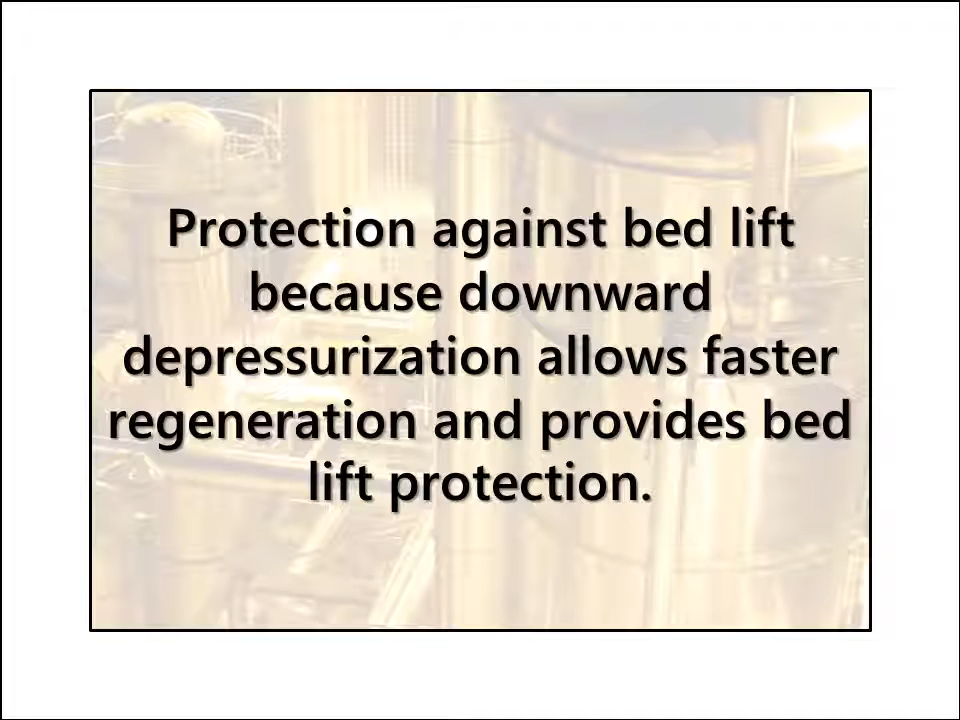 Protection against bed lift
because downward
depressurization allows faster
regeneration and provides bed
lift protection.